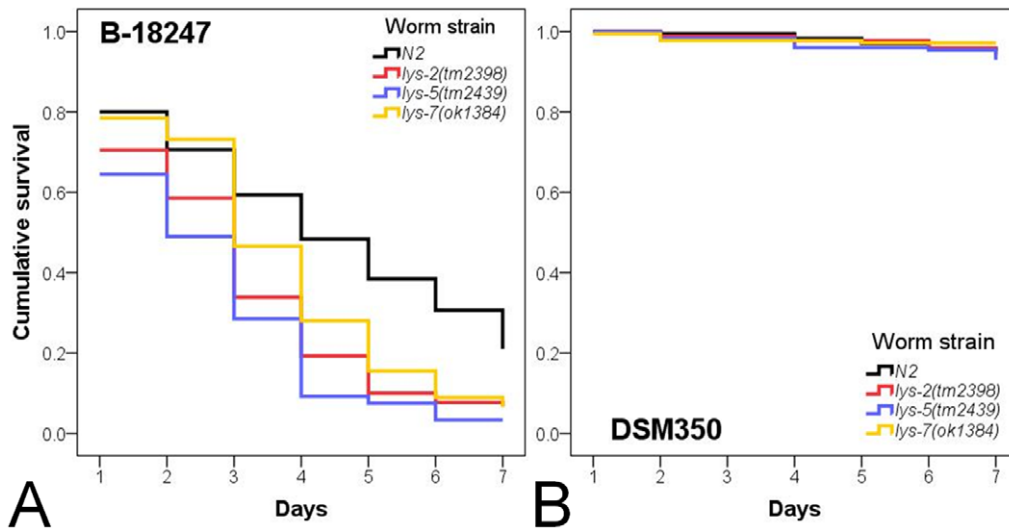 B-18247
Worm strain
N2
lys-2(tm2398)
lys-5(tm2439)
lys-7(ok1384)
1.0
0.8
0.6
0.4
0.2
0.0
Cumulative survival
1 2 3 4 5 6 7
Days
A
1.0
0.8
0.6
0.4
0.2
0.0
Worm strain
N2
lys-2(tm2398)
lys-5(tm2439)
lys-7(ok1384)
DSM350
1 2 3 4 5 6 7
Days
B